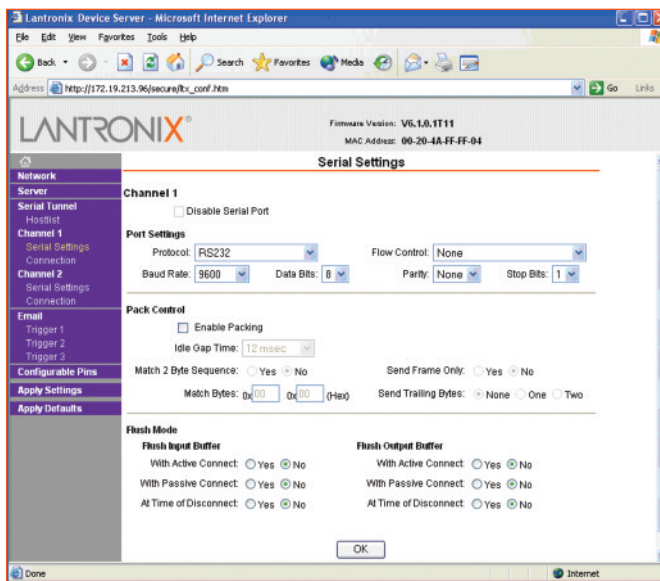 Lantronix Device Server - Microsoft Internet Explorer
File Edit View Favorites Tools Help
Back Search Favorites Media
Address http://172.19.213.96/secure/ltx_conf.htm Go Links
LANTRONIX®
Firmware Version: V6.1.0.1T11
MAC Address: 00-20-4A-FF-FF-04
Network
Server
Serial Tunnel
Hostlist
Channel 1
Serial Settings
Connection
Channel 2
Serial Settings
Connection
Email
Trigger 1
Trigger 2
Trigger 3
Configurable Pins
Apply Settings
Apply Defaults
Serial Settings
Channel 1
Disable Serial Port
Port Settings
Protocol: RS232 Flow Control: None
Baud Rate: 9600 Data Bits: 8 Parity: None Stop Bits: 1
Pack Control
Enable Packing
Idle Gap Time: 12 msec
Match 2 Byte Sequence: Yes No Send Frame Only: Yes No
Match Bytes: 0x00 0x00 (Hex) Send Trailing Bytes: None One Two
Flush Mode
Flush Input Buffer Flush Output Buffer
With Active Connect: Yes No With Active Connect: Yes No
With Passive Connect: Yes No With Passive Connect: Yes No
At Time of Disconnect: Yes No At Time of Disconnect: Yes No
OK
Done Internet